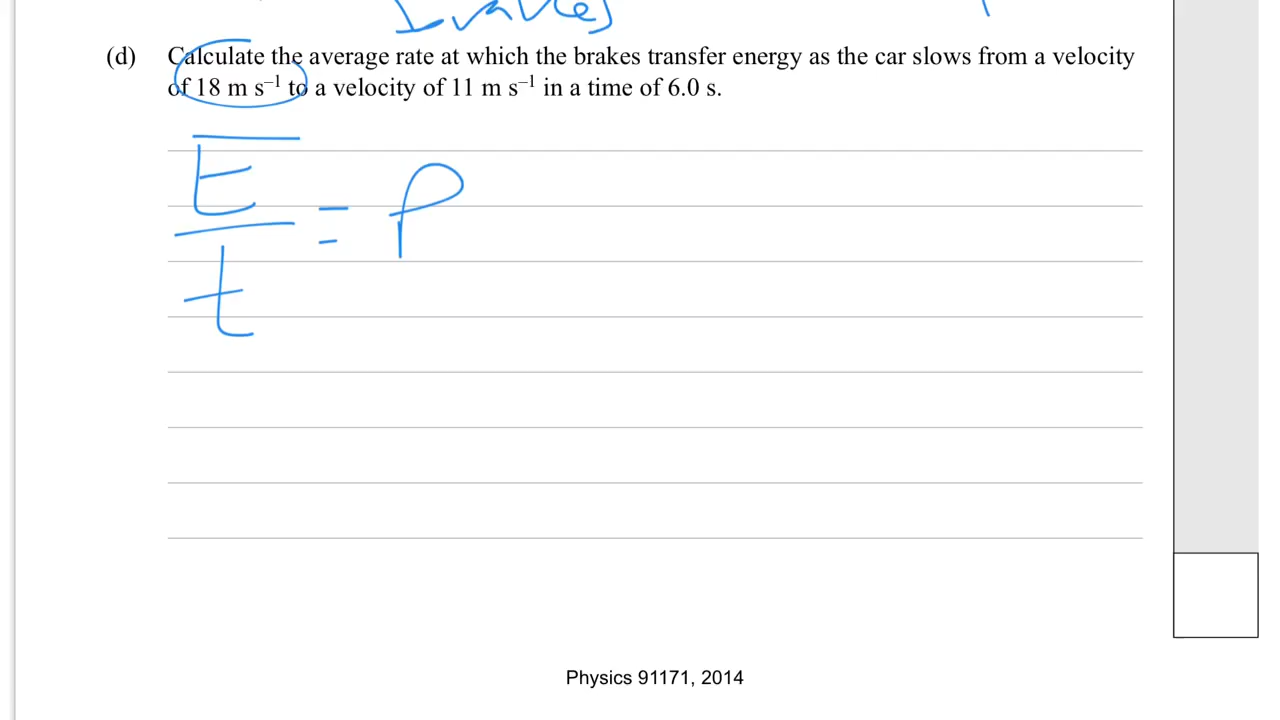 brakes
(d) Calculate the average rate at which the brakes transfer energy as the car slows from a velocity
of 18 m s⁻¹ to a velocity of 11 m s⁻¹ in a time of 6.0 s.
E
= P
t
Physics 91171, 2014